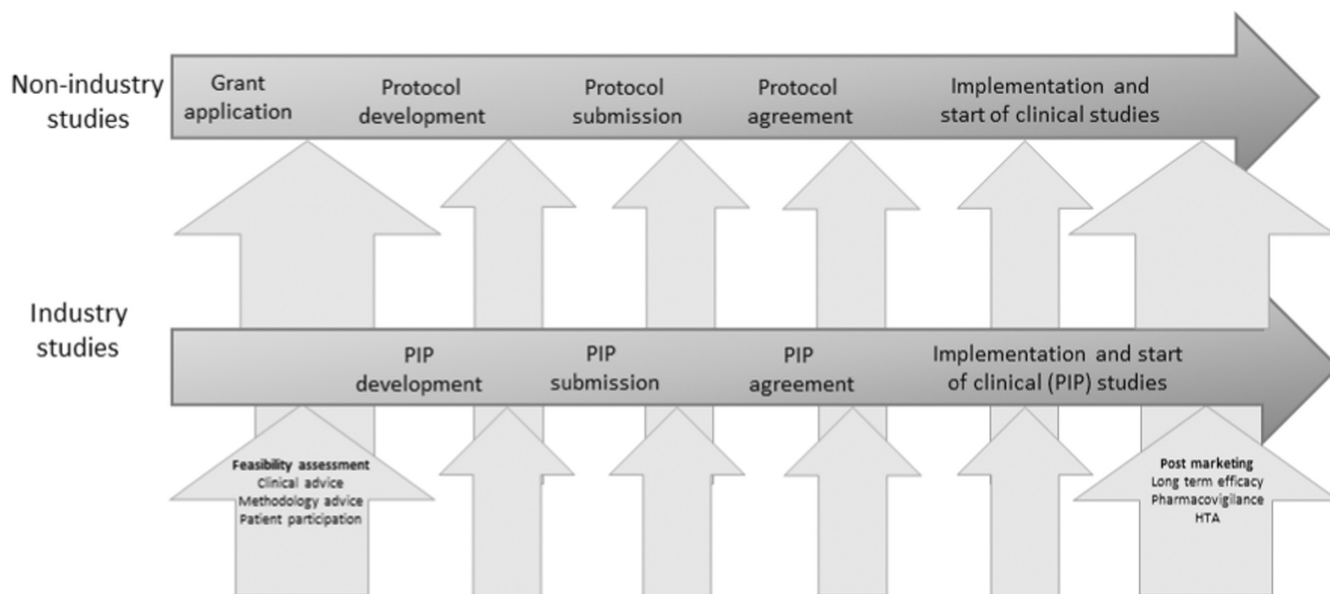 Non-industry
studies
Grant
application
Protocol
development
Protocol
submission
Protocol
agreement
Implementation and
start of clinical studies
Industry
studies
PIP
development
PIP
submission
PIP
agreement
Implementation and start
of clinical (PIP) studies
Feasibility assessment
Clinical advice
Methodology advice
Patient participation
Post marketing
Long term efficacy
Pharmacovigilance
HTA